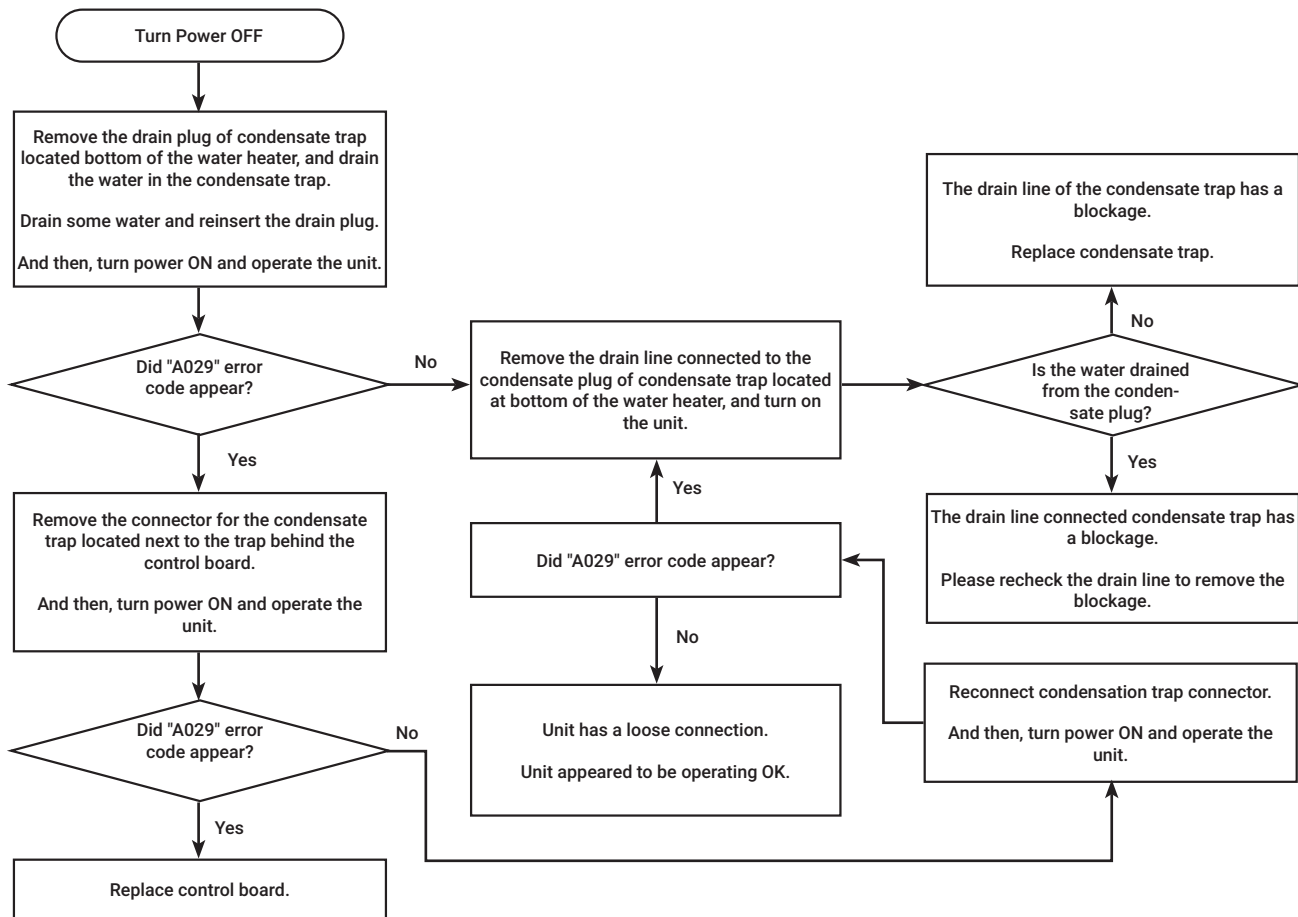 Turn Power OFF
Remove the drain plug of condensate trap
located bottom of the water heater, and drain
the water in the condensate trap.
Drain some water and reinsert the drain plug.
And then, turn power ON and operate the unit.
Did "A029" error
code appear?
No
Yes
Remove the connector for the condensate
trap located next to the trap behind the
control board.
And then, turn power ON and operate the
unit.
Did "A029" error
code appear?
No
Yes
Replace control board.
Remove the drain line connected to the
condensate plug of condensate trap located
at bottom of the water heater, and turn on
the unit.
Yes
Did "A029" error code appear?
No
Unit has a loose connection.
Unit appeared to be operating OK.
The drain line of the condensate trap has a
blockage.
Replace condensate trap.
No
Is the water drained
from the conden-
sate plug?
Yes
The drain line connected condensate trap has
a blockage.
Please recheck the drain line to remove the
blockage.
Reconnect condensation trap connector.
And then, turn power ON and operate the
unit.